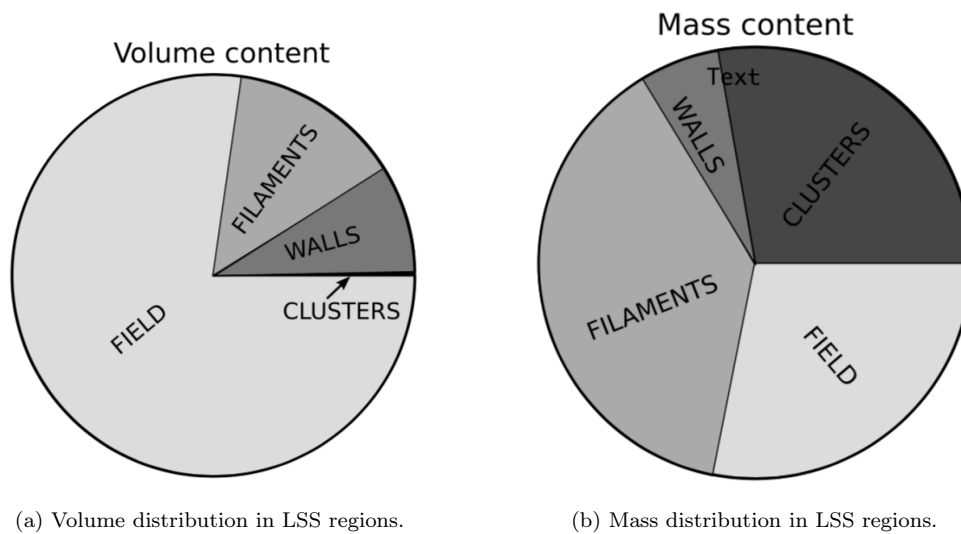 Volume content
FILAMENTS
WALLS
CLUSTERS
FIELD
Mass content
Text
WALLS
CLUSTERS
FILAMENTS
FIELD
(a) Volume distribution in LSS regions.
(b) Mass distribution in LSS regions.